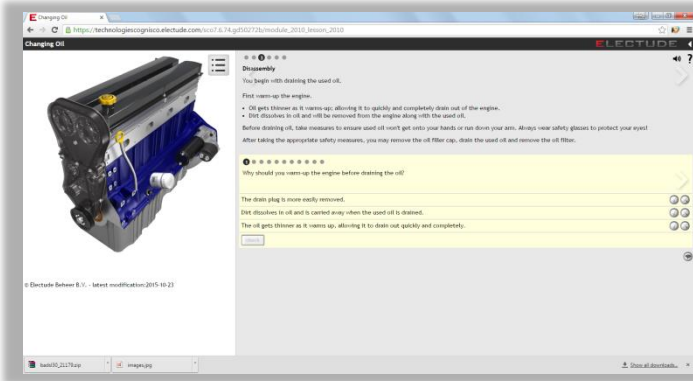 Changing Oil
https://technologiescognisco.electude.com/
Changing Oil
ELECTUDE
?
Disassembly
You begin with draining the used oil.
First warm-up the engine.
• Oil gets thinner as it warms-up; allowing it to quickly and completely drain out of the engine.
• Dirt dissolves in oil and will be removed from the engine along with the used oil.
Before draining oil, take measures to ensure used oil won't get onto your hands or run down your arm. Always wear safety glasses to protect your eyes!
After taking the appropriate safety measures, you may remove the oil filler cap, drain the used oil and remove the oil filter.
Why should you warm-up the engine before draining the oil?
The drain plug is more easily removed.
Dirt dissolves in oil and is carried away when the used oil is drained.
The oil gets thinner as it warms up, allowing it to drain out quickly and completely.
check
© Electude Beheer B.V. - latest modification:2015-10-23
images.jpg
Show all downloads...